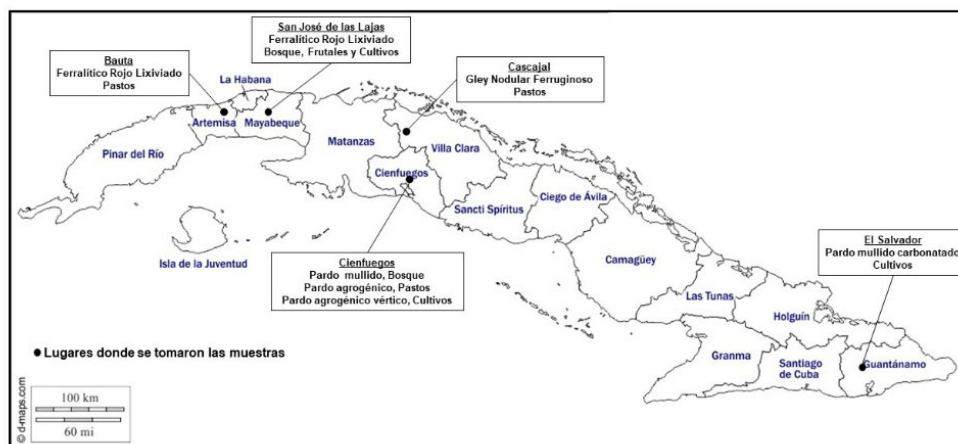 San José de las Lajas
Ferralítico Rojo Lixiviado
Bosque, Frutales y Cultivos
Bauta
Ferralítico Rojo Lixiviado
Pastos
La Habana
Cascajal
Gley Nodular Ferruginoso
Pastos
Artemisa
Mayabeque
Pinar del Río
Matanzas
Villa Clara
Cienfuegos
Sancti Spíritus
Ciego de Ávila
Isla de la Juventud
Cienfuegos
Pardo mullido, Bosque
Pardo agrogénico, Pastos
Pardo agrogénico vértico, Cultivos
Camagüey
El Salvador
Pardo mullido carbonatado
Cultivos
Las Tunas
Holguín
Granma
Santiago
de Cuba
Guantánamo
Lugares donde se tomaron las muestras
100 km
60 mi
© d-maps.com